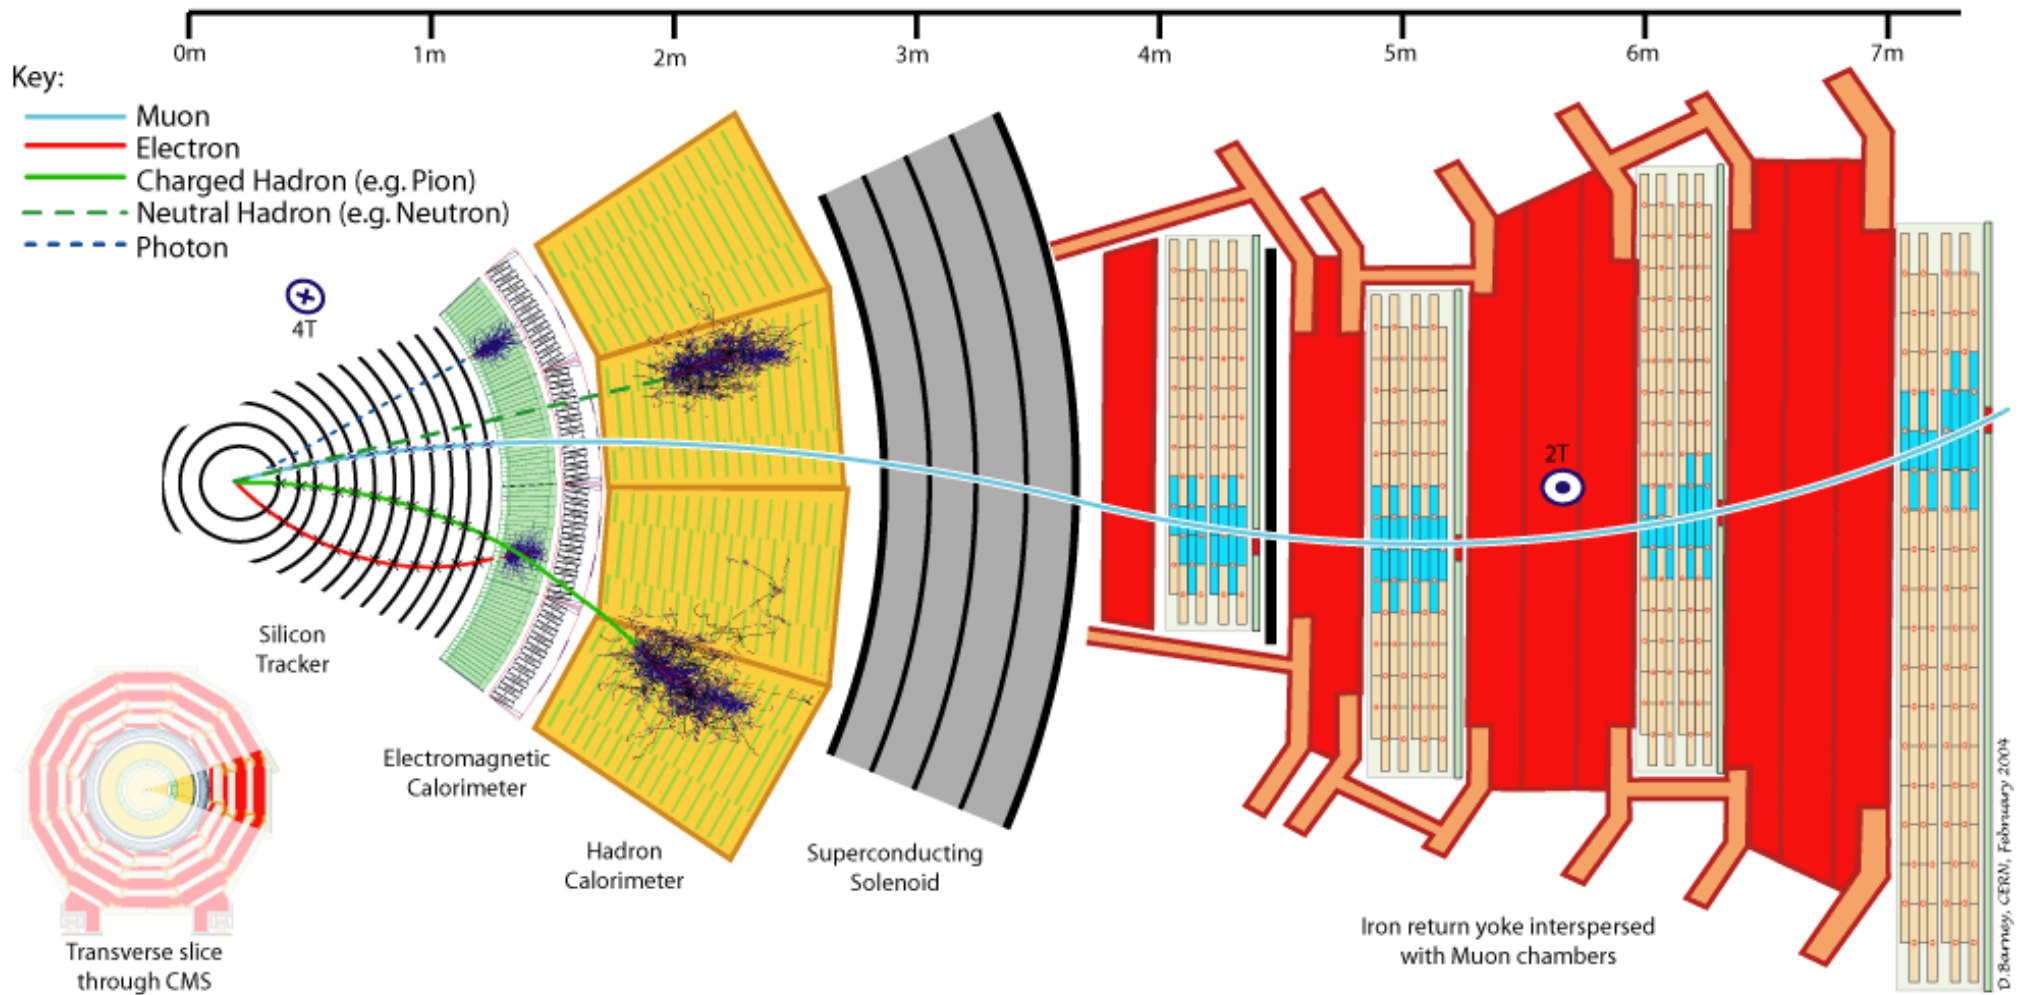 0m 1m 2m 3m 4m 5m 6m 7m
Key:
Muon
Electron
Charged Hadron (e.g. Pion)
Neutral Hadron (e.g. Neutron)
Photon
4T
2T
Silicon
Tracker
Electromagnetic
Calorimeter
Hadron
Calorimeter
Superconducting
Solenoid
Iron return yoke interspersed
with Muon chambers
Transverse slice
through CMS
D.Barney, CERN, February 2004